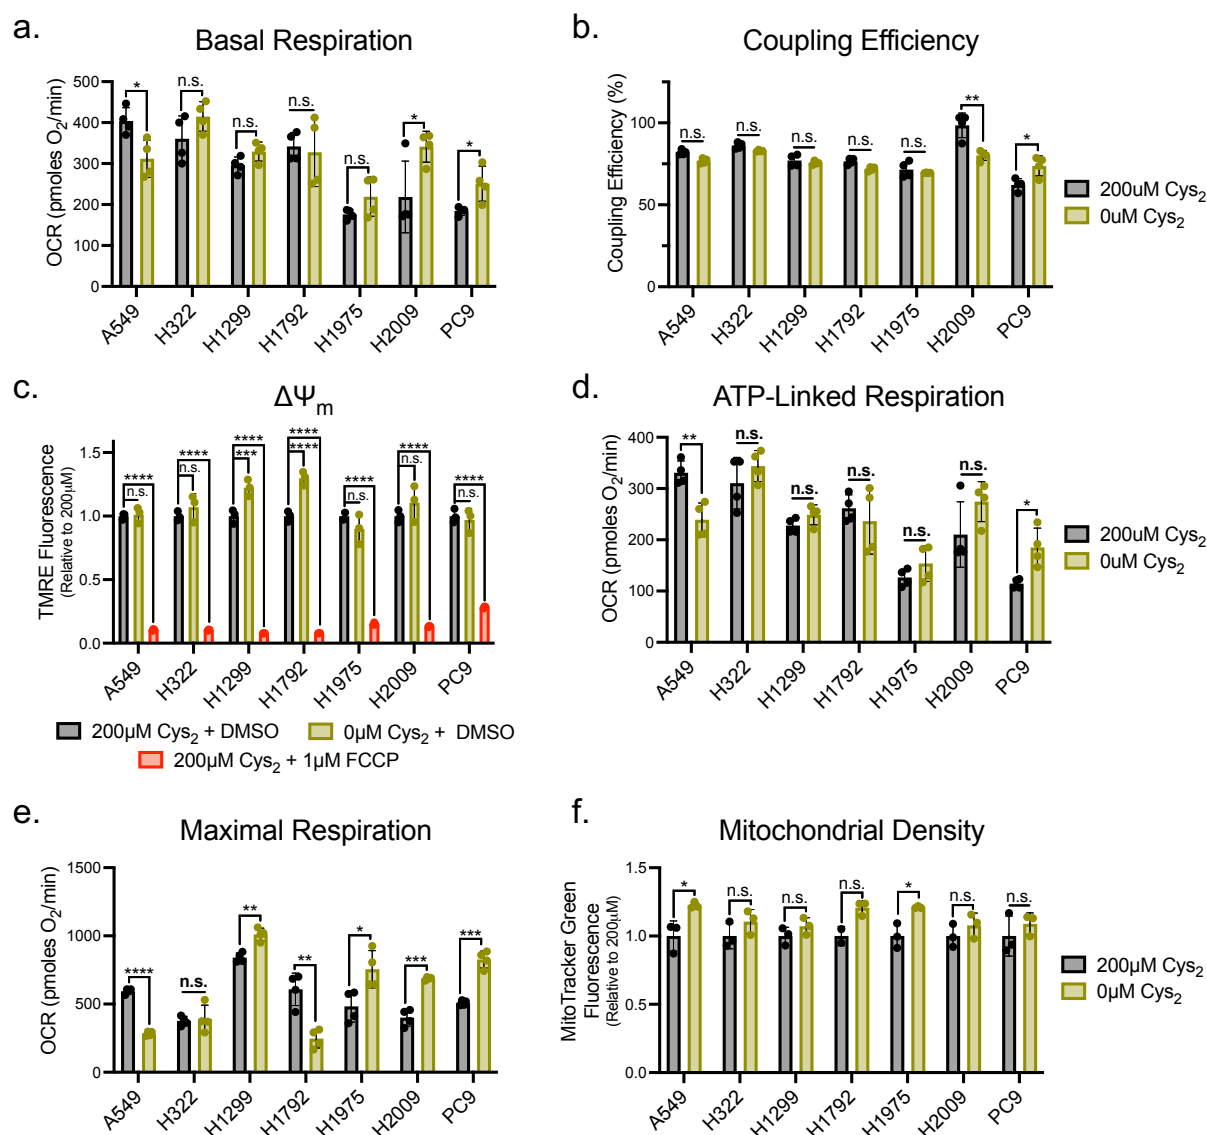 a.
Basal Respiration
OCR (pmoles O₂/min)
500
400
300
200
100
0
*
n.s.
n.s.
n.s.
n.s.
*
*
A549
H322
H1299
H1792
H1975
H2009
PC9
b.
Coupling Efficiency
Coupling Efficiency (%)
100
50
0
n.s.
n.s.
n.s.
n.s.
n.s.
**
*
A549
H322
H1299
H1792
H1975
H2009
PC9
200uM Cys₂
0uM Cys₂
c.
ΔΨₘ
TMRE Fluorescence
(Relative to 200μM)
1.5
1.0
0.5
0.0
****
n.s.
****
n.s.
****
***
****
****
****
n.s.
****
n.s.
****
n.s.
A549
H322
H1299
H1792
H1975
H2009
PC9
200μM Cys₂ + DMSO
0μM Cys₂ + DMSO
200μM Cys₂ + 1μM FCCP
d.
ATP-Linked Respiration
OCR (pmoles O₂/min)
400
300
200
100
0
**
n.s.
n.s.
n.s.
n.s.
n.s.
*
A549
H322
H1299
H1792
H1975
H2009
PC9
200uM Cys₂
0uM Cys₂
e.
Maximal Respiration
OCR (pmoles O₂/min)
1500
1000
500
0
****
n.s.
**
**
*
***
***
A549
H322
H1299
H1792
H1975
H2009
PC9
f.
Mitochondrial Density
MitoTracker Green
Fluorescence
(Relative to 200μM)
1.5
1.0
0.5
0.0
*
n.s.
n.s.
n.s.
*
n.s.
n.s.
A549
H322
H1299
H1792
H1975
H2009
PC9
200μM Cys₂
0μM Cys₂